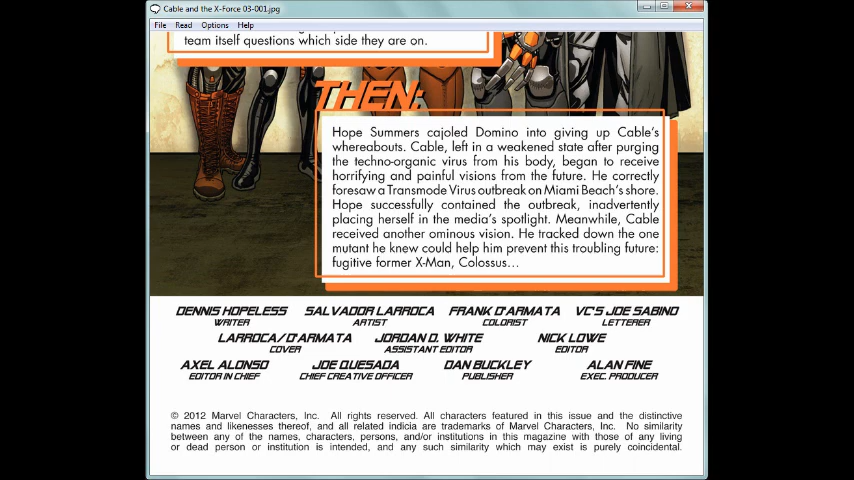 Cable and the X-Force 03-001.jpg
File Read Options Help
team itself questions which side they are on.
THEN:
Hope Summers cajoled Domino into giving up Cable's
whereabouts. Cable, left in a weakened state after purging
the techno-organic virus from his body, began to receive
horrifying and painful visions from the future. He correctly
foresaw a Transmode Virus outbreak on Miami Beach's shore.
Hope successfully contained the outbreak, inadvertently
placing herself in the media's spotlight. Meanwhile, Cable
received another ominous vision. He tracked down the one
mutant he knew could help him prevent this troubling future:
fugitive former X-Man, Colossus...
DENNIS HOPELESS SALVADOR LARROCA FRANK D'ARMATA VC'S JOE SABINO
WRITER ARTIST COLORIST LETTERER
LARROCA/D'ARMATA JORDAN D. WHITE NICK LOWE
COVER ASSISTANT EDITOR EDITOR
AXEL ALONSO JOE QUESADA DAN BUCKLEY ALAN FINE
EDITOR IN CHIEF CHIEF CREATIVE OFFICER PUBLISHER EXEC. PRODUCER
© 2012 Marvel Characters, Inc. All rights reserved. All characters featured in this issue and the distinctive
names and likenesses thereof, and all related indicia are trademarks of Marvel Characters, Inc. No similarity
between any of the names, characters, persons, and/or institutions in this magazine with those of any living
or dead person or institution is intended, and any such similarity which may exist is purely coincidental.